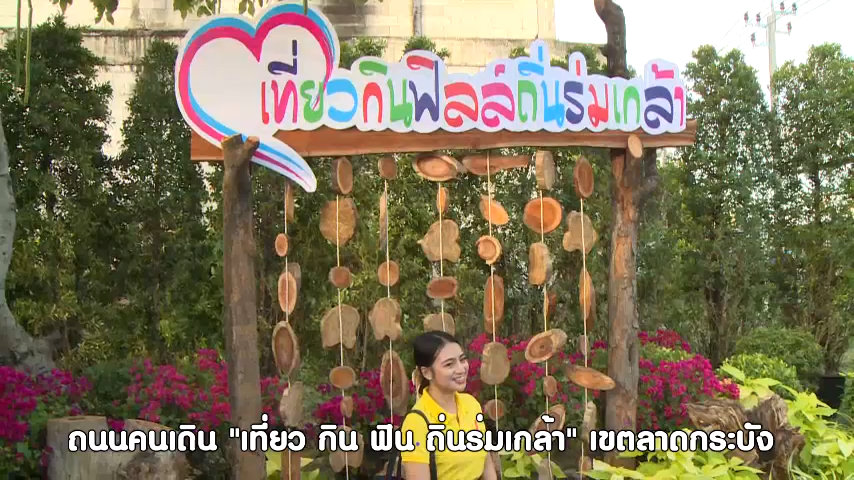 เที่ยวกินฟิลล์ถิ่นร่มเกล้า
ถนนคนเดิน "เที่ยว กิน ฟิน ถิ่นร่มเกล้า" เขตลาดกระบัง